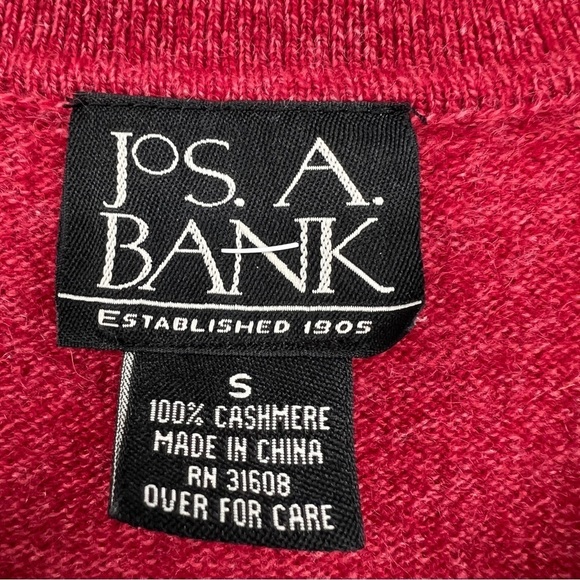 JOS. A.
BANK
ESTABLISHED 1905
S
100% CASHMERE
MADE IN CHINA
RN 31608
OVER FOR CARE